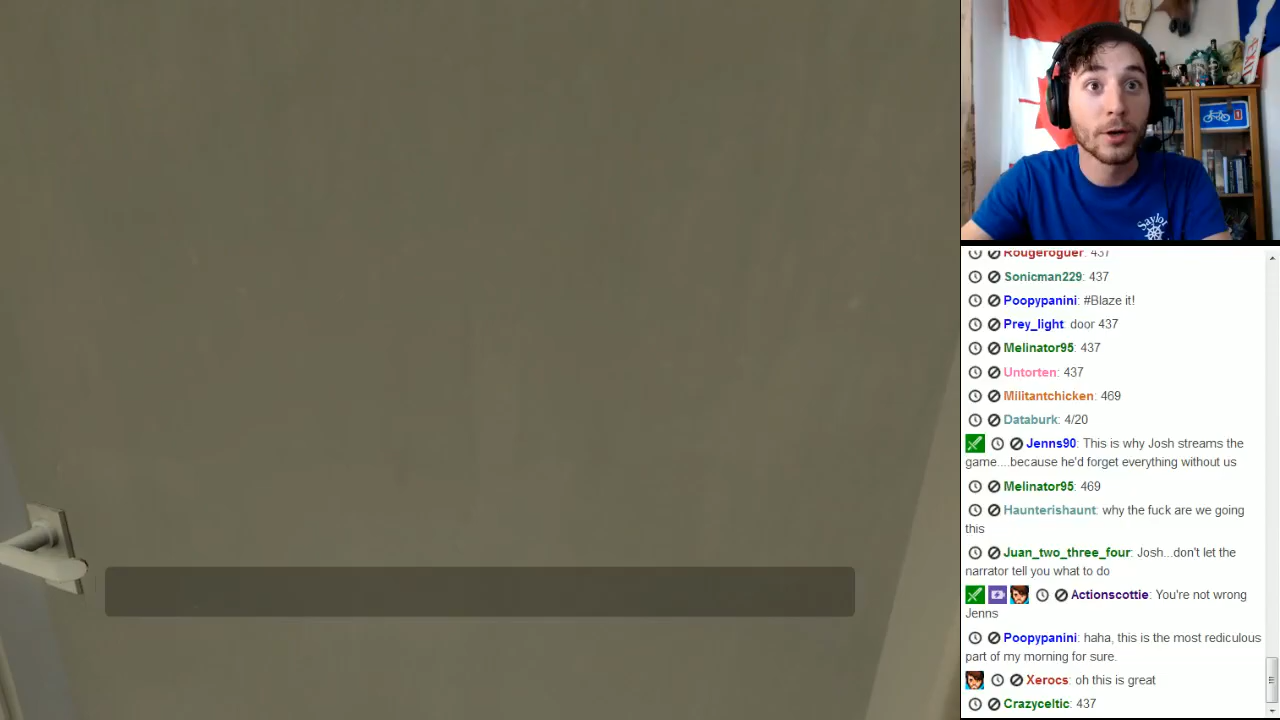 Saylor
Rougeroguer: 437
Sonicman229: 437
Poopypanini: #Blaze it!
Prey_light: door 437
Melinator95: 437
Untorten: 437
Militantchicken: 469
Databurk: 4/20
Jenns90: This is why Josh streams the
game....because he'd forget everything without us
Melinator95: 469
Haunterishaunt: why the fuck are we going
this
Juan_two_three_four: Josh...don't let the
narrator tell you what to do
Actionscottie: You're not wrong
Jenns
Poopypanini: haha, this is the most rediculous
part of my morning for sure.
Xerocs: oh this is great
Crazyceltic: 437